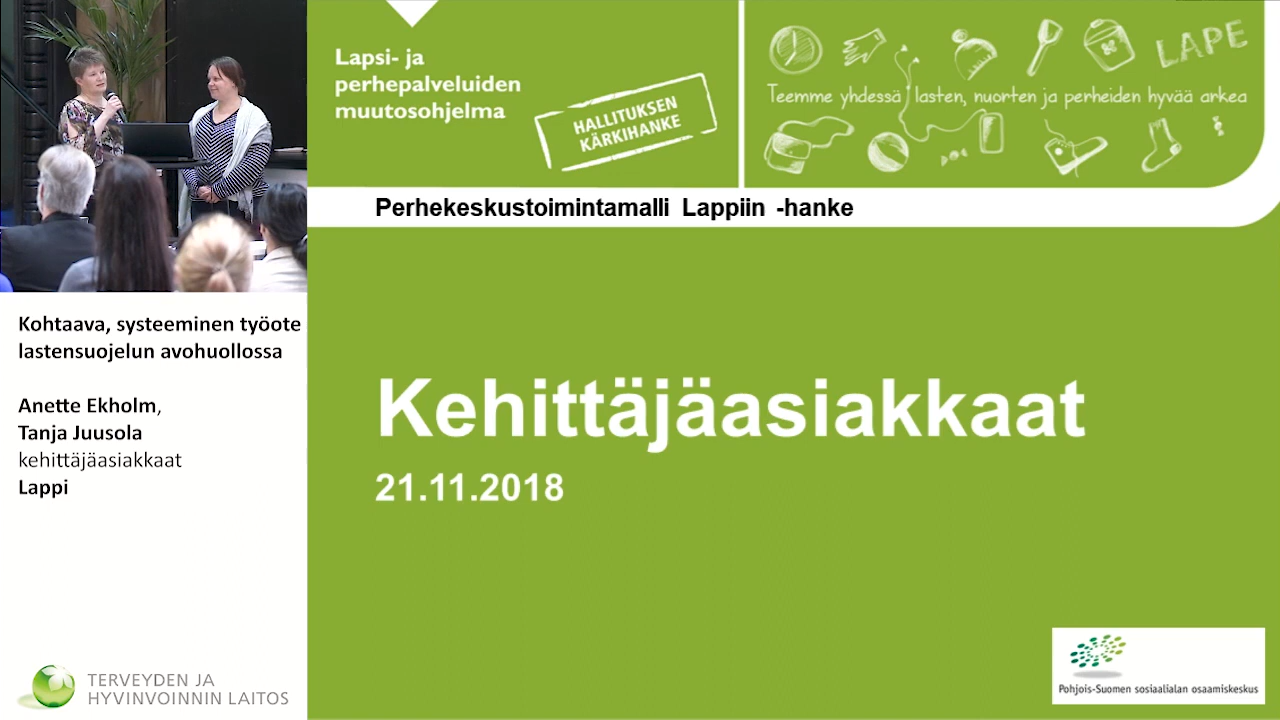 Lapsi- ja
perhepalveluiden
muutosohjelma
HALLITUKSEN
KÄRKIHANKE
LAPE
Teemme yhdessä lasten, nuorten ja perheiden hyvää arkea
Perhekeskustoimintamalli Lappiin -hanke
Kehittäjäasiakkaat
21.11.2018
Kohtaava, systeeminen työote
lastensuojelun avohuollossa
Anette Ekholm,
Tanja Juusola
kehittäjäasiakkaat
Lappi
TERVEYDEN JA
HYVINVOINNIN LAITOS
Pohjois-Suomen sosiaalialan osaamiskeskus